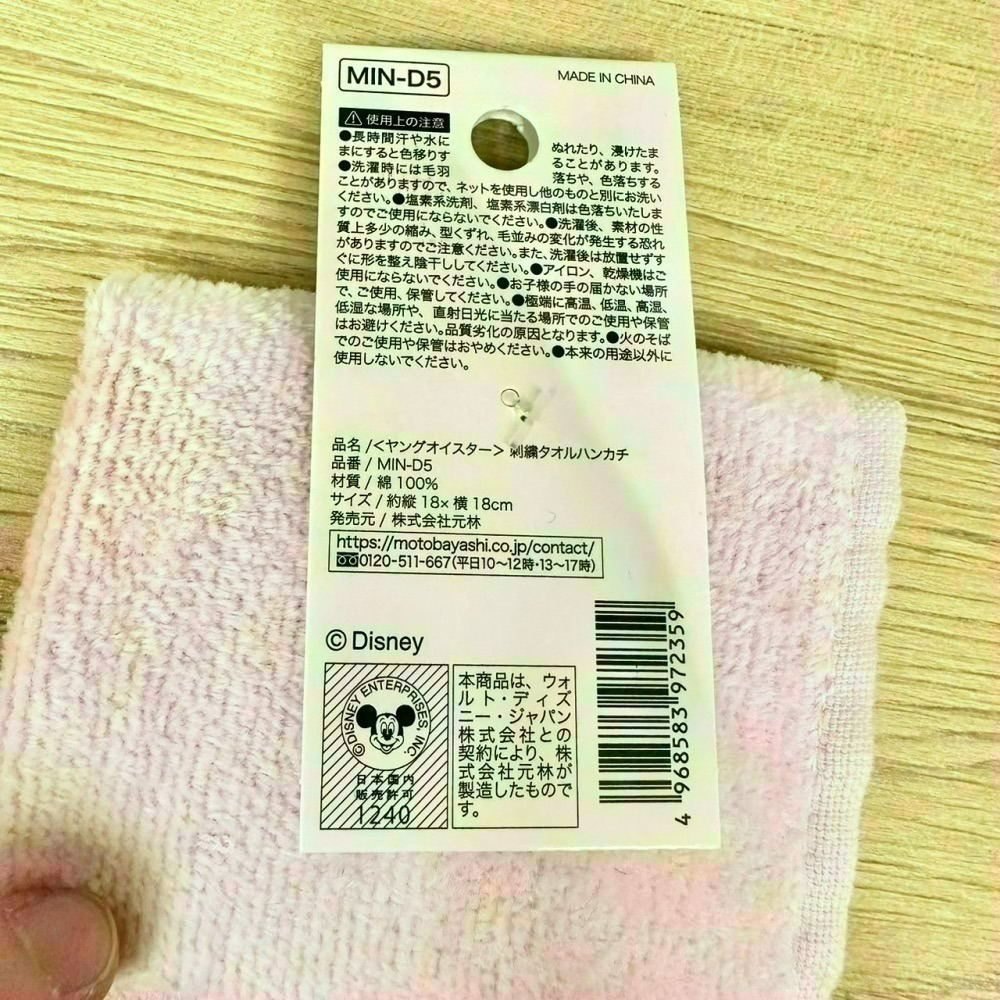 MIN-D5
MADE IN CHINA
使用上の注意
●長時間汗や水に ぬれたり、浸けたま
まにすると色移りす ることがあります。
●洗濯時には毛羽 落ちや、色落ちする
ことがありますので、ネットを使用し他のものと別にお洗い
ください。●塩素系洗剤、塩素系漂白剤は色落ちいたしま
すのでご使用にならないでください。●洗濯後、素材の性
質上多少の縮み、型くずれ、毛並みの変化が発生する恐れ
がありますのでご注意ください。また、洗濯後は放置せずす
ぐに形を整え陰干ししてください。●アイロン、乾燥機はご
使用にならないでください。●お子様の手の届かない場所
で、ご使用、保管してください。●極端に高温、低温、高湿、
低湿な場所や、直射日光に当たる場所でのご使用や保管
はお避けください。品質劣化の原因となります。●火のそば
でのご使用や保管はおやめください。●本来の用途以外に
使用しないでください。
品名 /<ヤングオイスター> 刺繍タオルハンカチ
品番 / MIN-D5
材質 / 綿 100%
サイズ / 約縦 18× 横 18cm
発売元 / 株式会社元林
https://motobayashi.co.jp/contact/
0120-511-667(平日10〜12時・13〜17時)
© Disney
©DISNEY ENTERPRISES, INC.
日本国内
販売許可
1240
本商品は、ウォ
ルト・ディズ
ニー・ジャパン
株式会社との
契約により、株
式会社元林が
製造したもので
す。
4 968583 972359